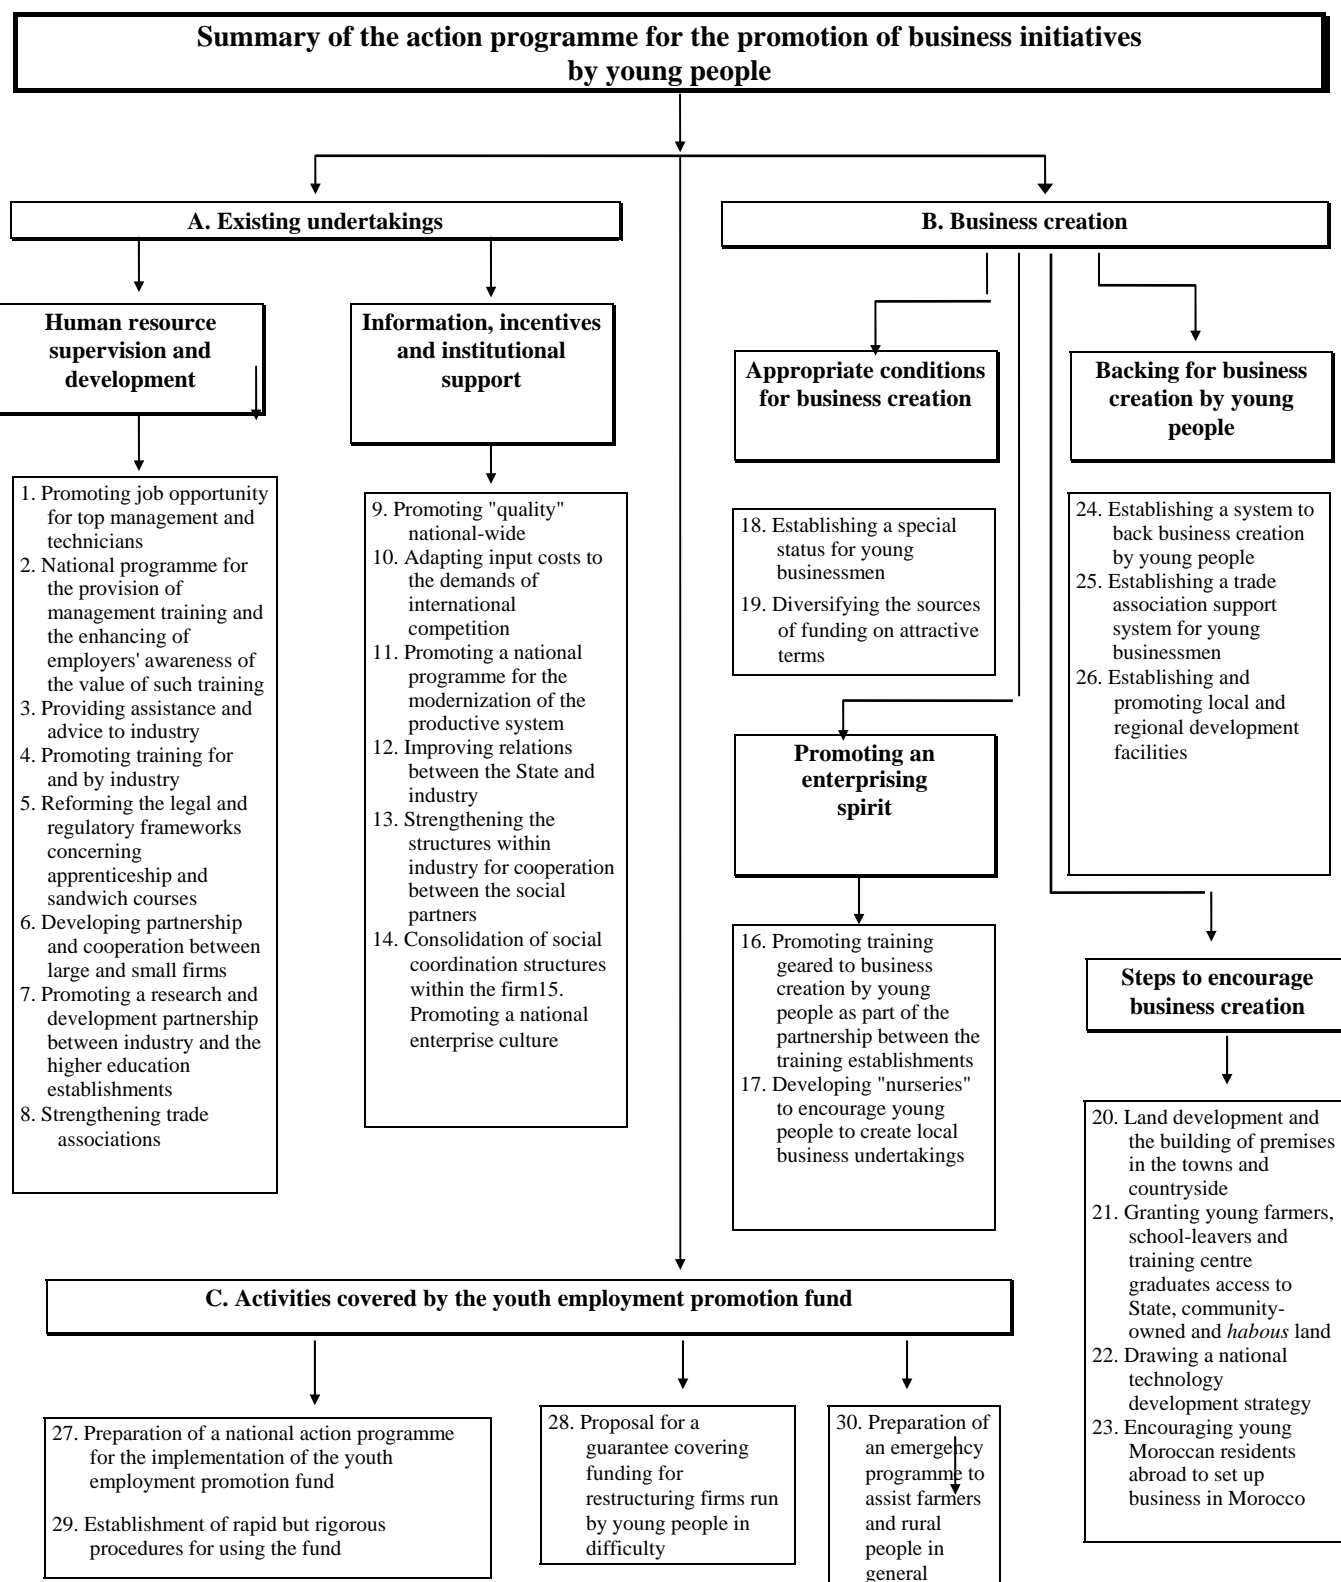 Summary of the action programme for the promotion of business initiatives
by young people
A. Existing undertakings
B. Business creation
Human resource
supervision and
development
Information, incentives
and institutional
support
Appropriate conditions
for business creation
Backing for business
creation by young
people
1. Promoting job opportunity
for top management and
technicians
2. National programme for
the provision of
management training and
the enhancing of
employers' awareness of
the value of such training
3. Providing assistance and
advice to industry
4. Promoting training for
and by industry
5. Reforming the legal and
regulatory frameworks
concerning
apprenticeship and
sandwich courses
6. Developing partnership
and cooperation between
large and small firms
7. Promoting a research and
development partnership
between industry and the
higher education
establishments
8. Strengthening trade
associations
9. Promoting "quality"
national-wide
10. Adapting input costs to
the demands of
international
competition
11. Promoting a national
programme for the
modernization of the
productive system
12. Improving relations
between the State and
industry
13. Strengthening the
structures within
industry for cooperation
between the social
partners
14. Consolidation of social
coordination structures
within the firm15.
Promoting a national
enterprise culture
18. Establishing a special
status for young
businessmen
19. Diversifying the sources
of funding on attractive
terms
24. Establishing a system to
back business creation
by young people
25. Establishing a trade
association support
system for young
businessmen
26. Establishing and
promoting local and
regional development
facilities
Promoting an
enterprising
spirit
16. Promoting training
geared to business
creation by young
people as part of the
partnership between the
training establishments
17. Developing "nurseries"
to encourage young
people to create local
business undertakings
Steps to encourage
business creation
20. Land development and
the building of premises
in the towns and
countryside
21. Granting young farmers,
school-leavers and
training centre
graduates access to
State, community-
owned and habous land
22. Drawing a national
technology
development strategy
23. Encouraging young
Moroccan residents
abroad to set up
business in Morocco
C. Activities covered by the youth employment promotion fund
27. Preparation of a national action programme
for the implementation of the youth
employment promotion fund
29. Establishment of rapid but rigorous
procedures for using the fund
28. Proposal for a
guarantee covering
funding for
restructuring firms run
by young people in
difficulty
30. Preparation of
an emergency
programme to
assist farmers
and rural
people in
general